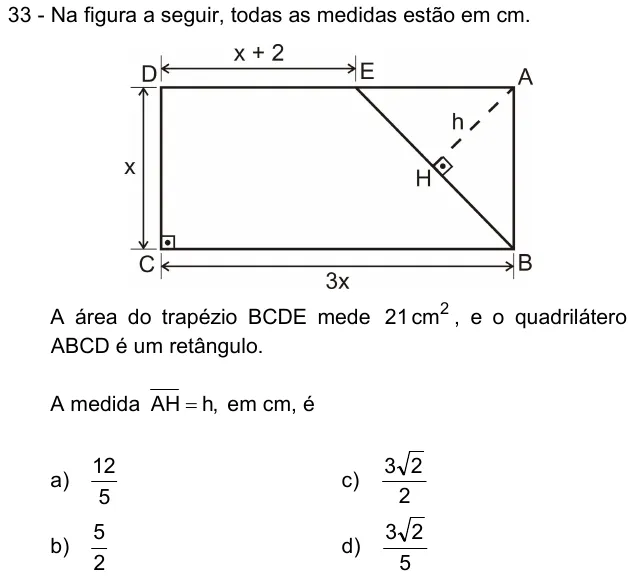 33 - Na figura a seguir, todas as medidas estão em cm.
x + 2
D E A
h
x
H
C B
3x
A área do trapézio BCDE mede 21 cm², e o quadrilátero
ABCD é um retângulo.
A medida A̅H̅ = h, em cm, é
a) 12/5 c) 3√2/2
b) 5/2 d) 3√2/5